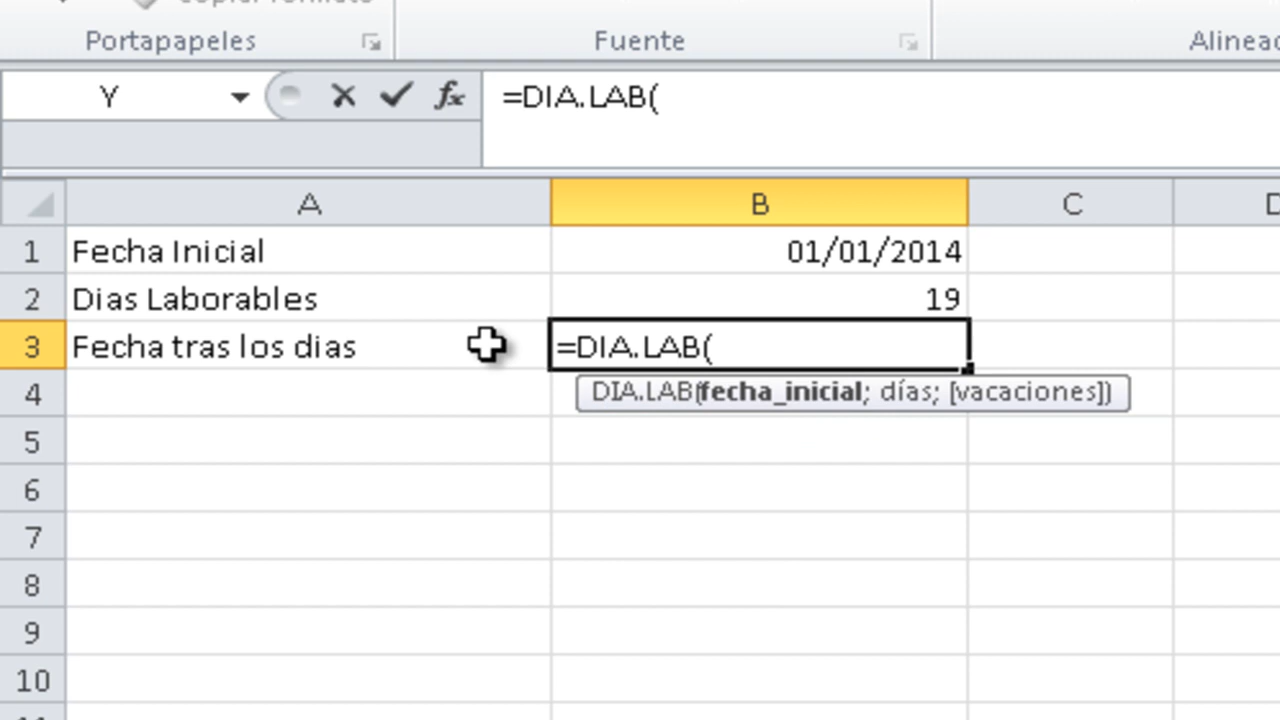 Portapapeles Fuente
Y fx =DIA.LAB(
A B C
1 Fecha Inicial 01/01/2014
2 Dias Laborables 19
3 Fecha tras los dias =DIA.LAB(
4 DIA.LAB(fecha_inicial; días; [vacaciones])
5
6
7
8
9
10